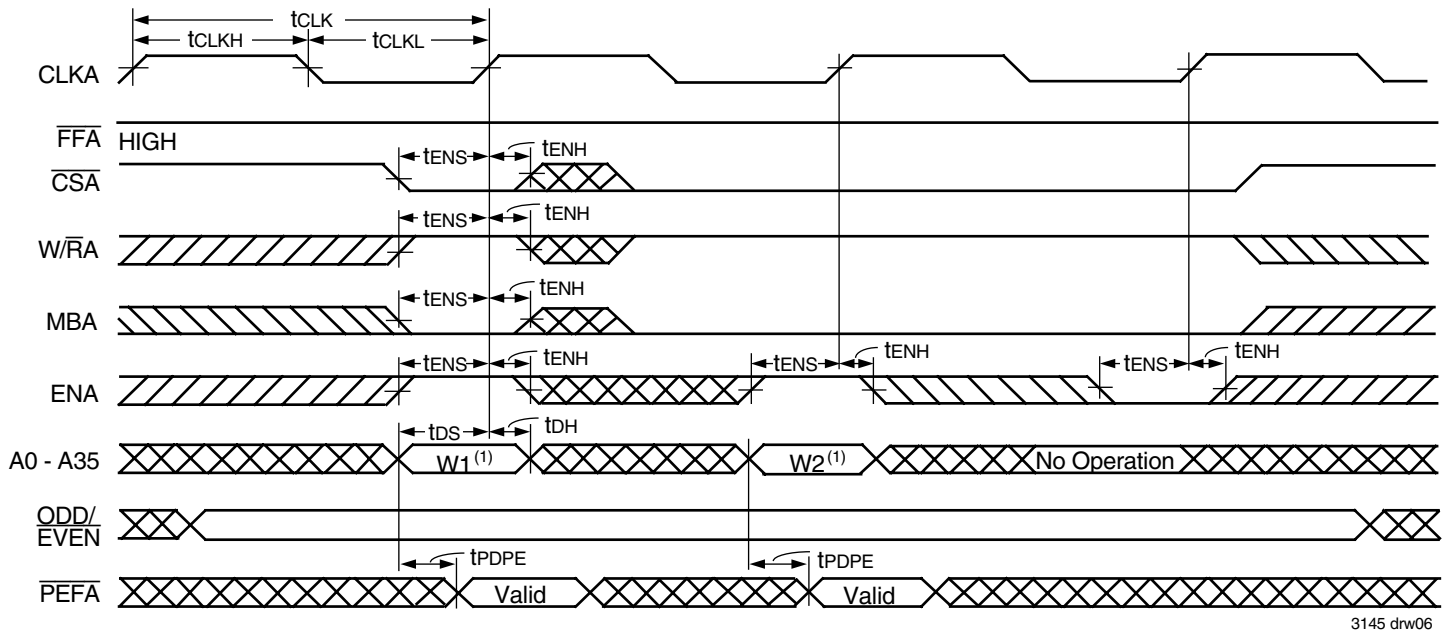 tCLK
tCLKH tCLKL
CLKA
FFA HIGH
tENS tENH
CSA
tENS tENH
W/RA
tENS tENH
MBA
tENS tENH tENS tENH tENS tENH
ENA
tDS tDH
A0 - A35 W1(1) W2(1) No Operation
ODD/
EVEN
tPDPE tPDPE
PEFA Valid Valid
3145 drw06